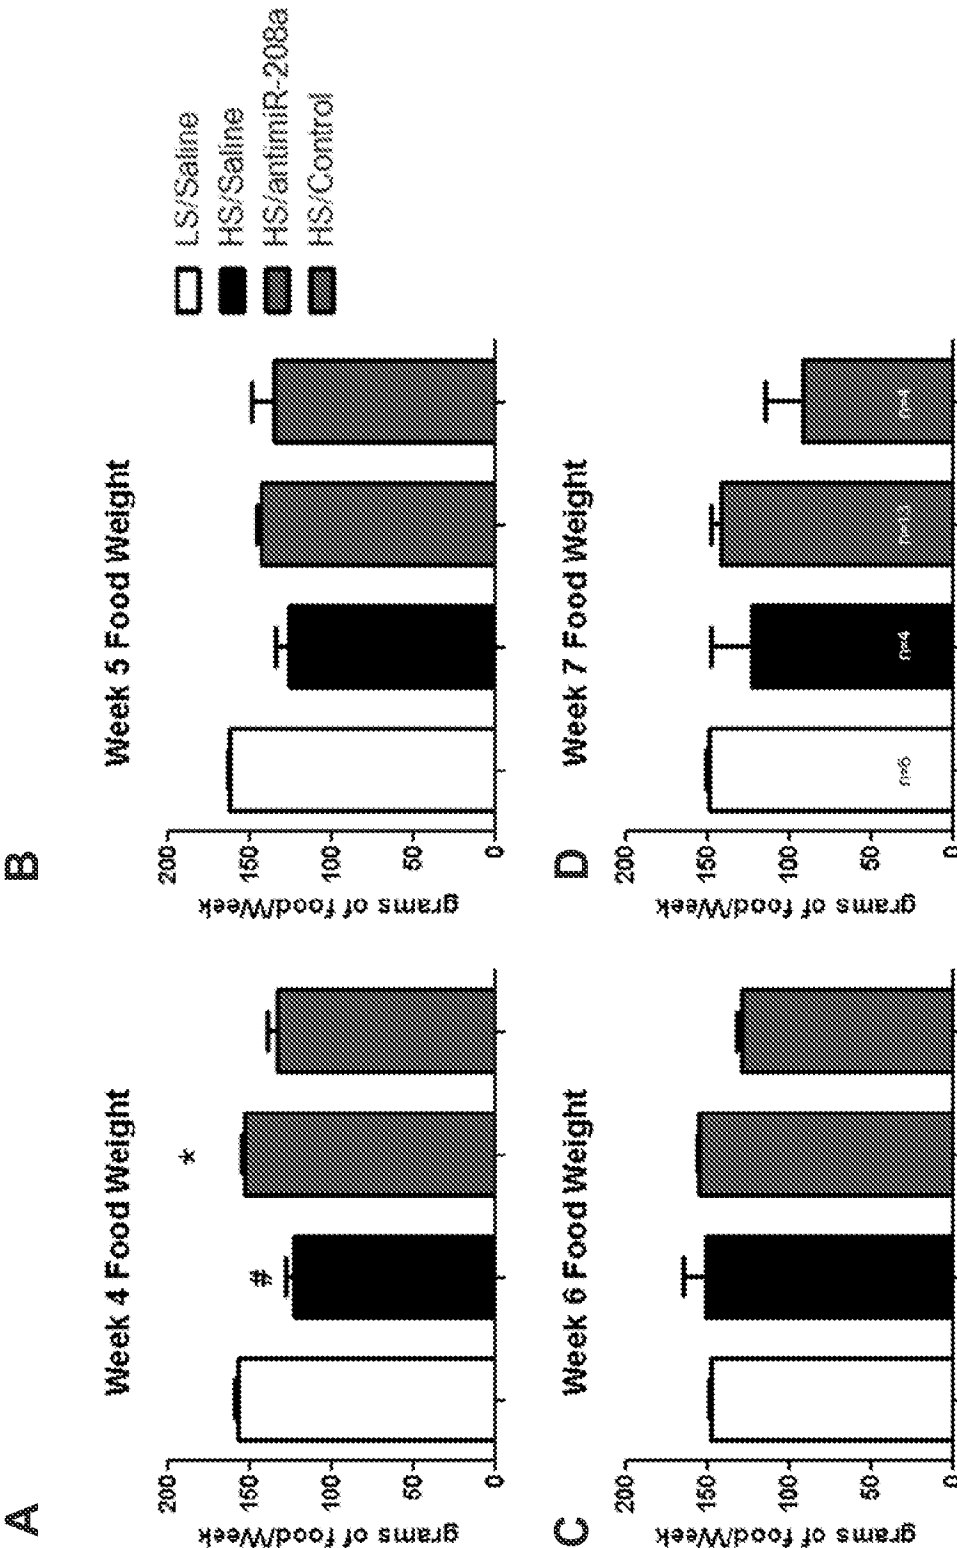 A
Week 4 Food Weight
grams of food/Week
200
150
100
50
0
#
*
B
Week 5 Food Weight
grams of food/Week
200
150
100
50
0
LS/Saline
HS/Saline
HS/antimiR-208a
HS/Control
C
Week 6 Food Weight
grams of food/Week
200
150
100
50
0
D
Week 7 Food Weight
grams of food/Week
200
150
100
50
0
n=6
n=4
n=4